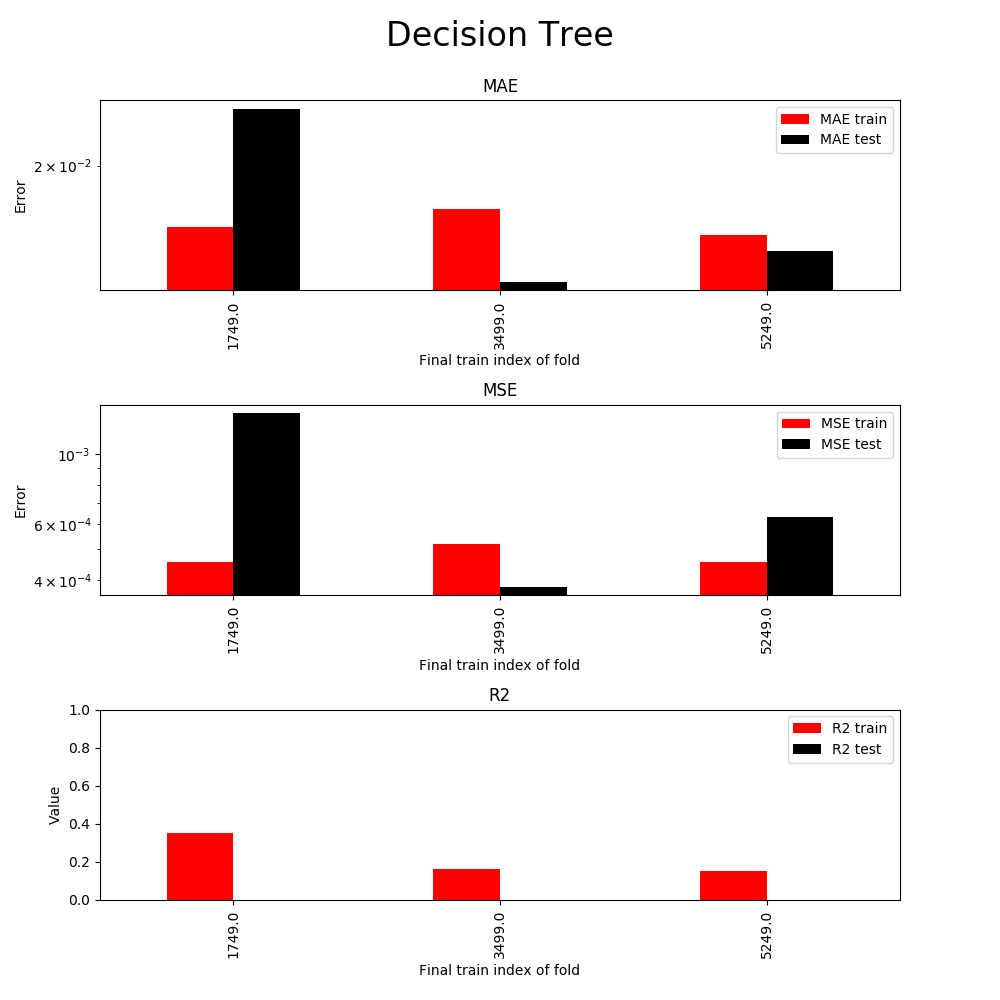 Decision Tree
MAE
Error
2 × 10⁻²
MAE train
MAE test
1749.0
3499.0
5249.0
Final train index of fold
MSE
Error
10⁻³
6 × 10⁻⁴
4 × 10⁻⁴
MSE train
MSE test
1749.0
3499.0
5249.0
Final train index of fold
R2
Value
1.0
0.8
0.6
0.4
0.2
0.0
R2 train
R2 test
1749.0
3499.0
5249.0
Final train index of fold